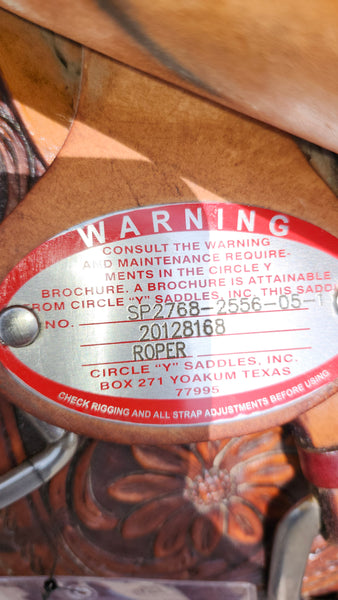 WARNING
CONSULT THE WARNING
AND MAINTENANCE REQUIRE-
MENTS IN THE CIRCLE Y
BROCHURE. A BROCHURE IS ATTAINABLE
FROM CIRCLE "Y" SADDLES, INC. THIS SADDLE
SP2768-2556-05-1
NO. 20128168
ROPER
CIRCLE "Y" SADDLES, INC.
BOX 271 YOAKUM TEXAS
77995
CHECK RIGGING AND ALL STRAP ADJUSTMENTS BEFORE USING